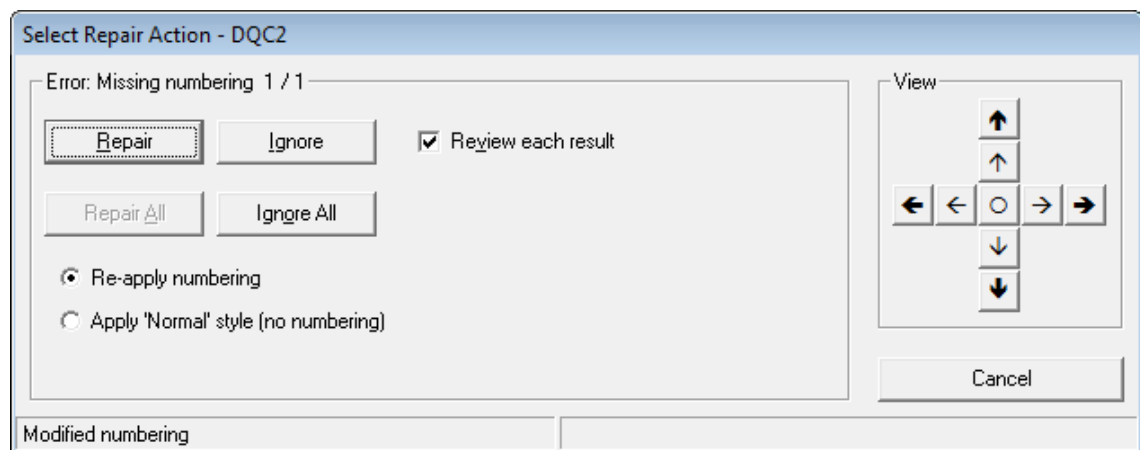 Select Repair Action - DQC2
Error: Missing numbering 1 / 1
View
Repair
Ignore
Review each result
Repair All
Ignore All
Re-apply numbering
Apply 'Normal' style (no numbering)
Cancel
Modified numbering